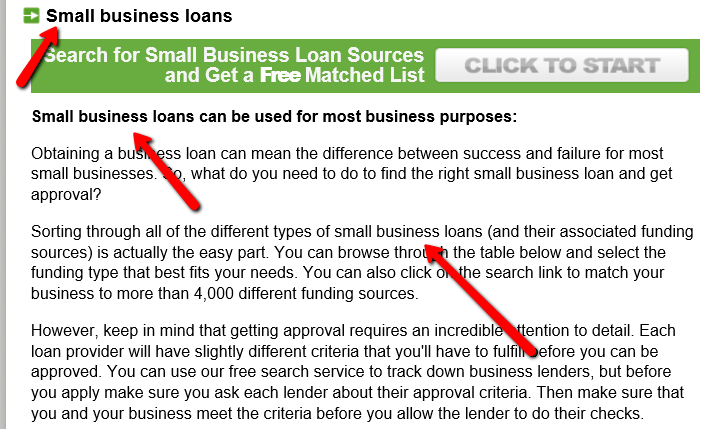 Small business loans
Search for Small Business Loan Sources
and Get a Free Matched List
CLICK TO START
Small business loans can be used for most business purposes:
Obtaining a business loan can mean the difference between success and failure for most
small businesses. So, what do you need to do to find the right small business loan and get
approval?
Sorting through all of the different types of small business loans (and their associated funding
sources) is actually the easy part. You can browse through the table below and select the
funding type that best fits your needs. You can also click on the search link to match your
business to more than 4,000 different funding sources.
However, keep in mind that getting approval requires an incredible attention to detail. Each
loan provider will have slightly different criteria that you'll have to fulfill before you can be
approved. You can use our free search service to track down business lenders, but before
you apply make sure you ask each lender about their approval criteria. Then make sure that
you and your business meet the criteria before you allow the lender to do their checks.